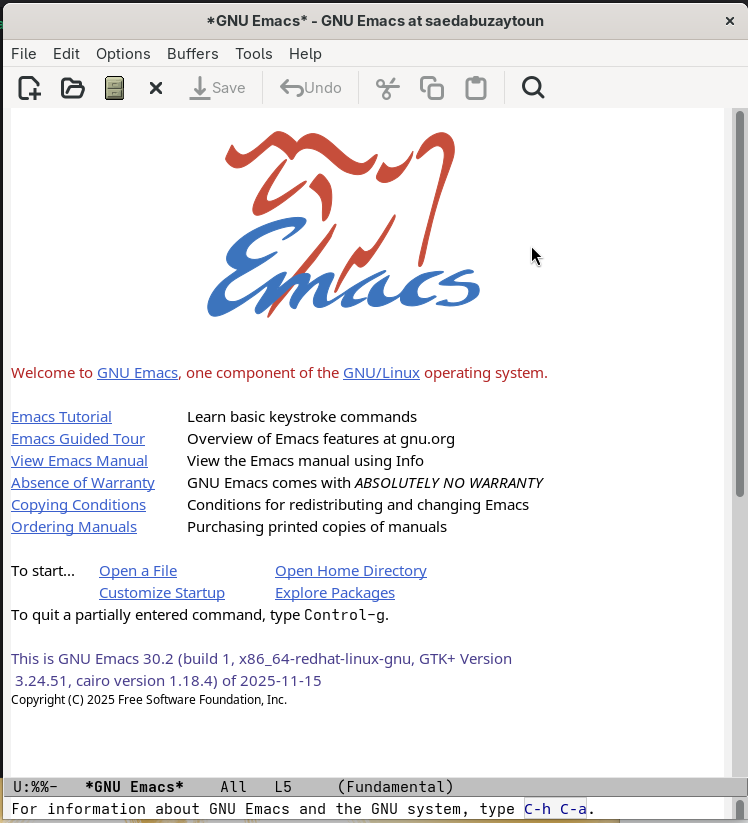 *GNU Emacs* - GNU Emacs at saedabuzaytoun
File Edit Options Buffers Tools Help
Save Undo
Emacs
Welcome to GNU Emacs, one component of the GNU/Linux operating system.
Emacs Tutorial Learn basic keystroke commands
Emacs Guided Tour Overview of Emacs features at gnu.org
View Emacs Manual View the Emacs manual using Info
Absence of Warranty GNU Emacs comes with ABSOLUTELY NO WARRANTY
Copying Conditions Conditions for redistributing and changing Emacs
Ordering Manuals Purchasing printed copies of manuals
To start... Open a File Open Home Directory
Customize Startup Explore Packages
To quit a partially entered command, type Control-g.
This is GNU Emacs 30.2 (build 1, x86_64-redhat-linux-gnu, GTK+ Version
3.24.51, cairo version 1.18.4) of 2025-11-15
Copyright (C) 2025 Free Software Foundation, Inc.
U:%%- *GNU Emacs* All L5 (Fundamental)
For information about GNU Emacs and the GNU system, type C-h C-a.